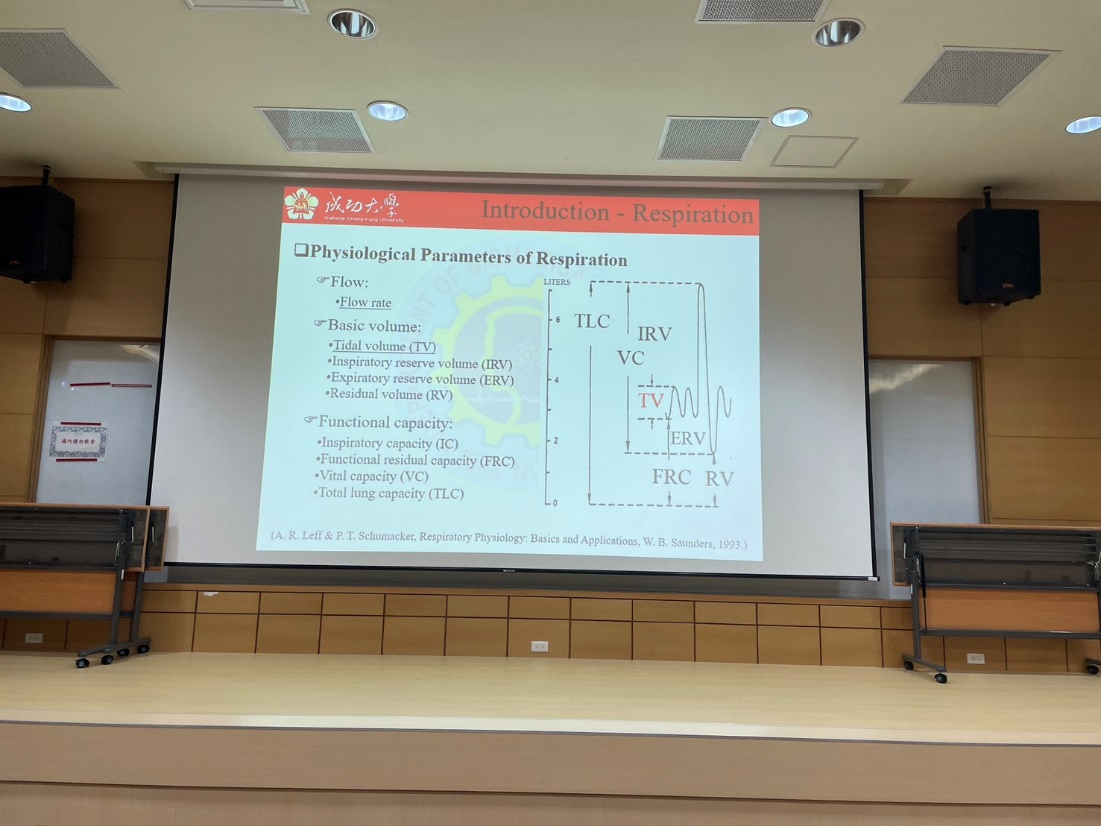 成功大學
National Cheng Kung University
Introduction - Respiration
❑Physiological Parameters of Respiration
☞Flow:
•Flow rate
☞Basic volume:
•Tidal volume (TV)
•Inspiratory reserve volume (IRV)
•Expiratory reserve volume (ERV)
•Residual volume (RV)
☞Functional capacity:
•Inspiratory capacity (IC)
•Functional residual capacity (FRC)
•Vital capacity (VC)
•Total lung capacity (TLC)
LITERS
6
4
2
0
TLC
IRV
VC
TV
ERV
FRC RV
(A. R. Leff & P. T. Schumacker, Respiratory Physiology: Basics and Applications, W. B. Saunders, 1993.)